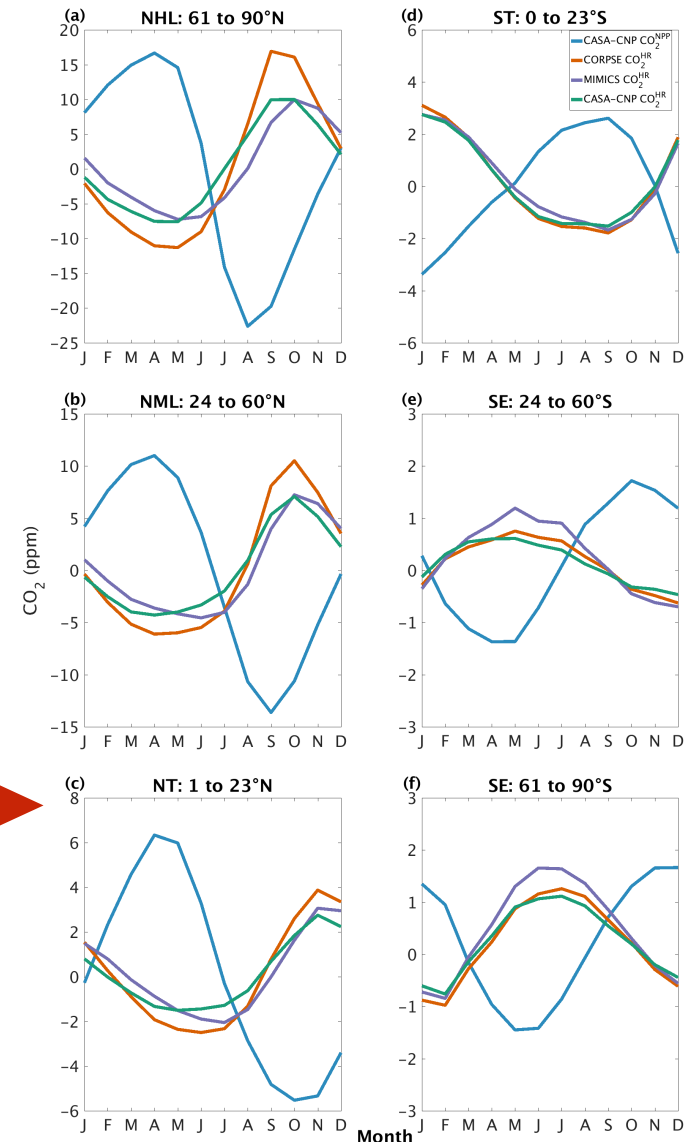 (a) NHL: 61 to 90°N
20
15
10
5
0
−5
−10
−15
−20
−25
J F M A M J J A S O N D
(d) ST: 0 to 23°S
CASA−CNP CO₂ᴺᴾᴾ
CORPSE CO₂ᴴᴿ
MIMICS CO₂ᴴᴿ
CASA−CNP CO₂ᴴᴿ
6
4
2
0
−2
−4
−6
J F M A M J J A S O N D
(b) NML: 24 to 60°N
CO₂ (ppm)
15
10
5
0
−5
−10
−15
J F M A M J J A S O N D
(e) SE: 24 to 60°S
3
2
1
0
−1
−2
−3
J F M A M J J A S O N D
(c) NT: 1 to 23°N
8
6
4
2
0
−2
−4
−6
J F M A M J J A S O N D
(f) SE: 61 to 90°S
3
2
1
0
−1
−2
−3
J F M A M J J A S O N D
Month